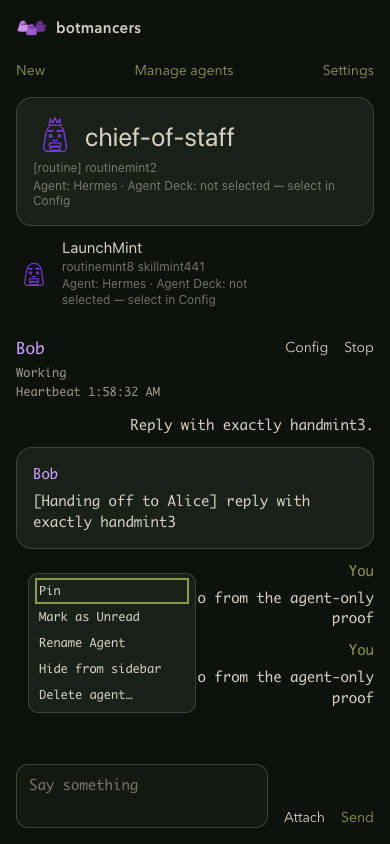 botmancers
New Manage agents Settings
chief-of-staff
[routine] routinemint2
Agent: Hermes · Agent Deck: not selected — select in
Config
LaunchMint
routinemint8 skillmint441
Agent: Hermes · Agent Deck: not
selected — select in Config
Bob Config Stop
Working
Heartbeat 1:58:32 AM
Reply with exactly handmint3.
Bob
[Handing off to Alice] reply with
exactly handmint3
You
o from the agent-only
proof
You
o from the agent-only
proof
Pin
Mark as Unread
Rename Agent
Hide from sidebar
Delete agent…
Say something
Attach Send